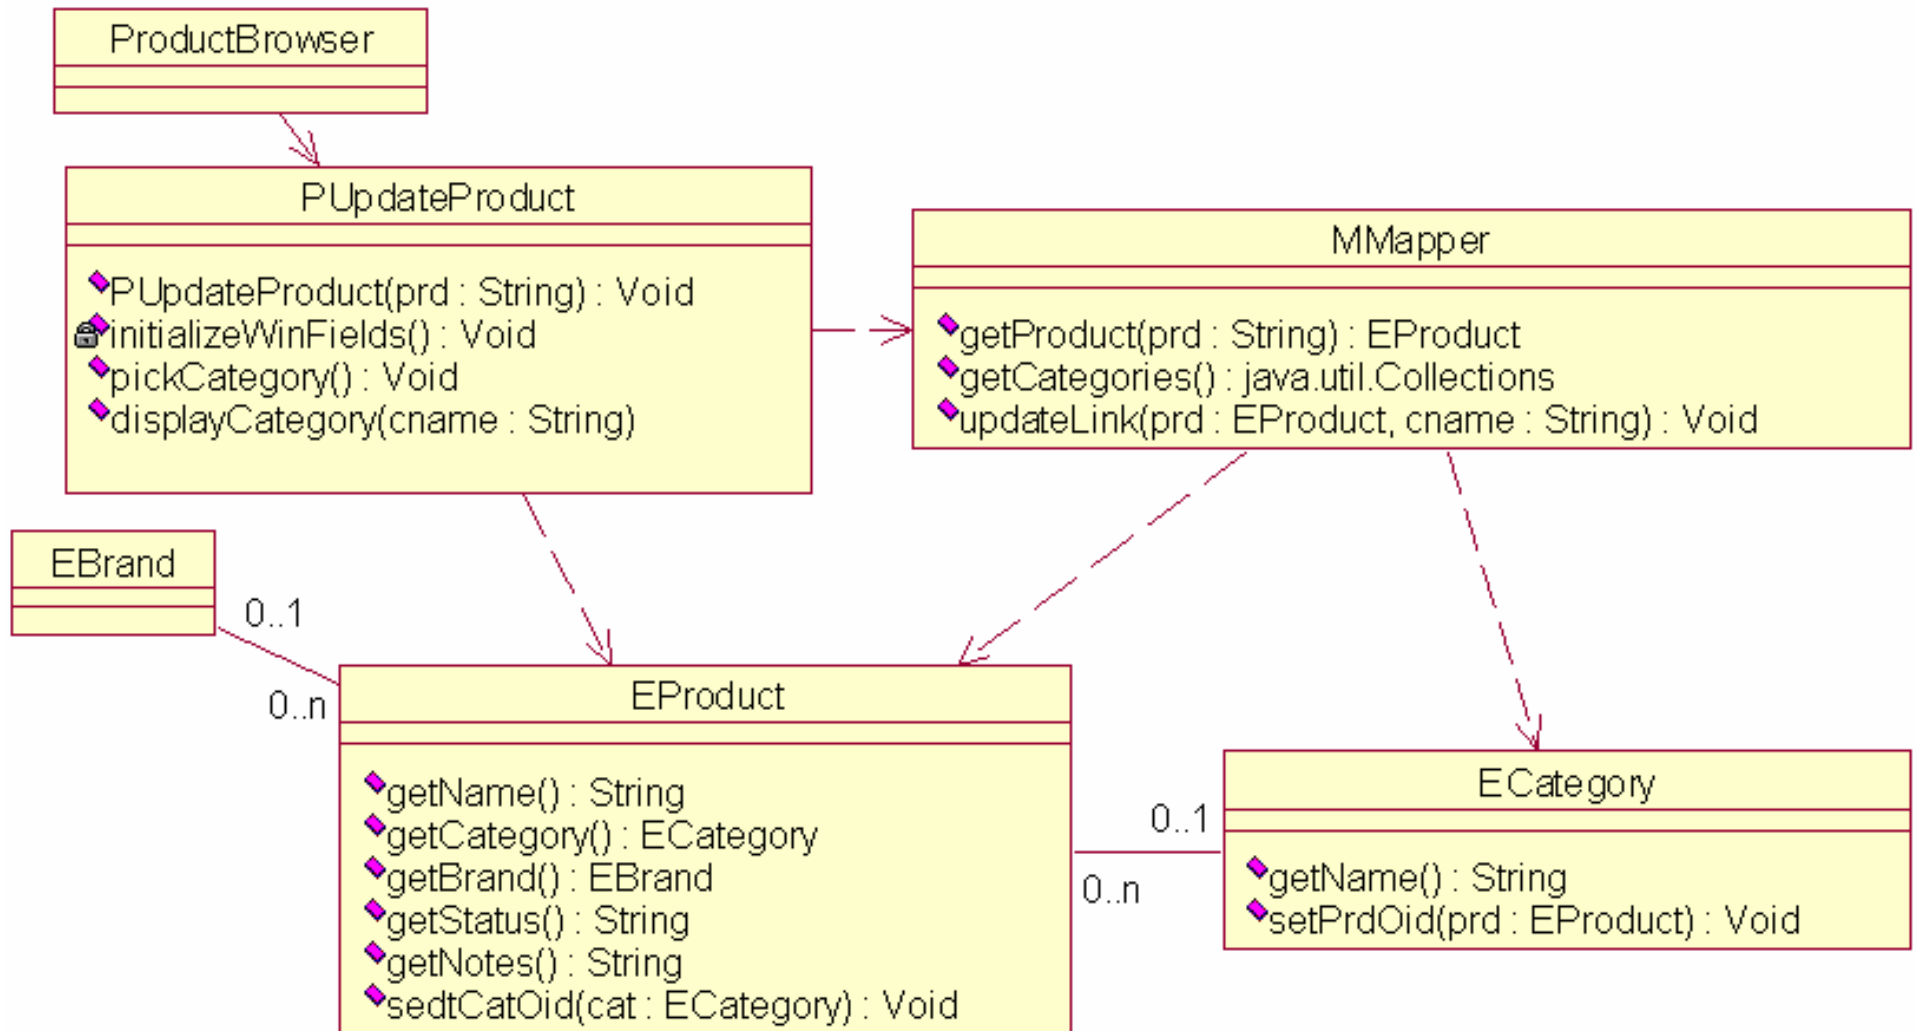 ProductBrowser
PUpdateProduct
PUpdateProduct(prd : String) : Void
initializeWinFields() : Void
pickCategory() : Void
displayCategory(cname : String)
MMapper
getProduct(prd : String) : EProduct
getCategories() : java.util.Collections
updateLink(prd : EProduct, cname : String) : Void
EBrand
0..1
0..n
EProduct
getName() : String
getCategory() : ECategory
getBrand() : EBrand
getStatus() : String
getNotes() : String
sedtCatOid(cat : ECategory) : Void
0..1
0..n
ECategory
getName() : String
setPrdOid(prd : EProduct) : Void